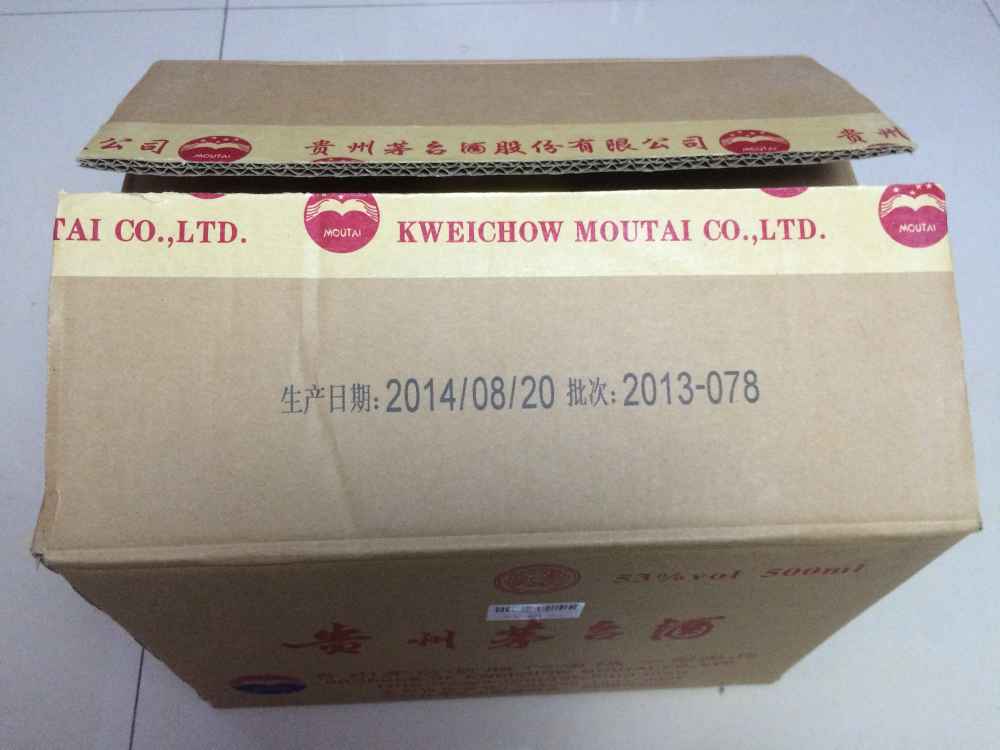 公司 MOUTAI 贵州茅台酒股份有限公司 MOUTAI 贵州
TAI CO.,LTD. MOUTAI KWEICHOW MOUTAI CO.,LTD. MOUTAI
生产日期:2014/08/20 批次:2013-078
53%vol 500ml
贵州茅台酒